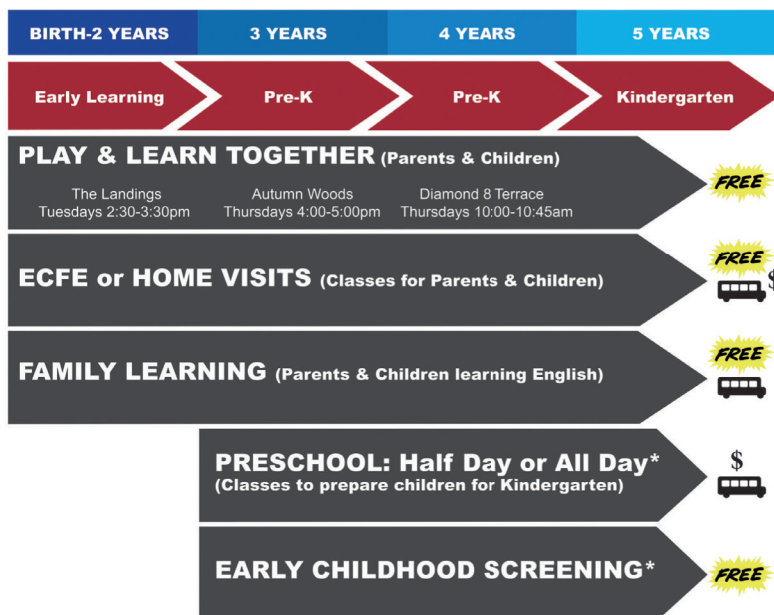 BIRTH-2 YEARS 3 YEARS 4 YEARS 5 YEARS
Early Learning Pre-K Pre-K Kindergarten
PLAY & LEARN TOGETHER (Parents & Children)
The Landings Autumn Woods Diamond 8 Terrace
Tuesdays 2:30-3:30pm Thursdays 4:00-5:00pm Thursdays 10:00-10:45am
FREE
FREE
ECFE or HOME VISITS (Classes for Parents & Children) $
FREE
FAMILY LEARNING (Parents & Children learning English)
PRESCHOOL: Half Day or All Day* $
(Classes to prepare children for Kindergarten)
EARLY CHILDHOOD SCREENING* FREE